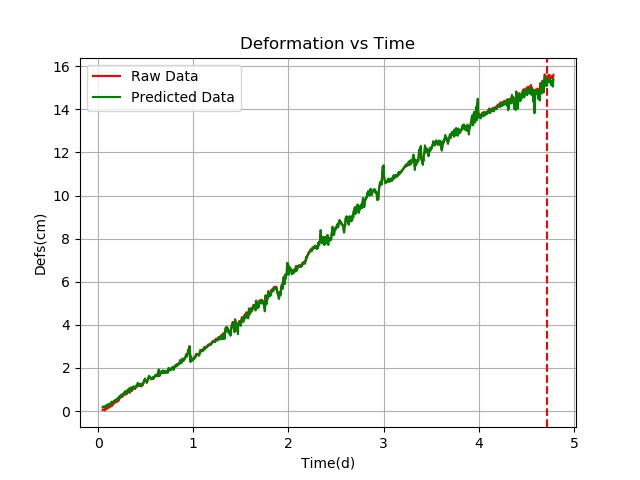 Deformation vs Time
Raw Data
Predicted Data
16
14
12
10
8
6
4
2
0
Defs(cm)
0 1 2 3 4 5
Time(d)